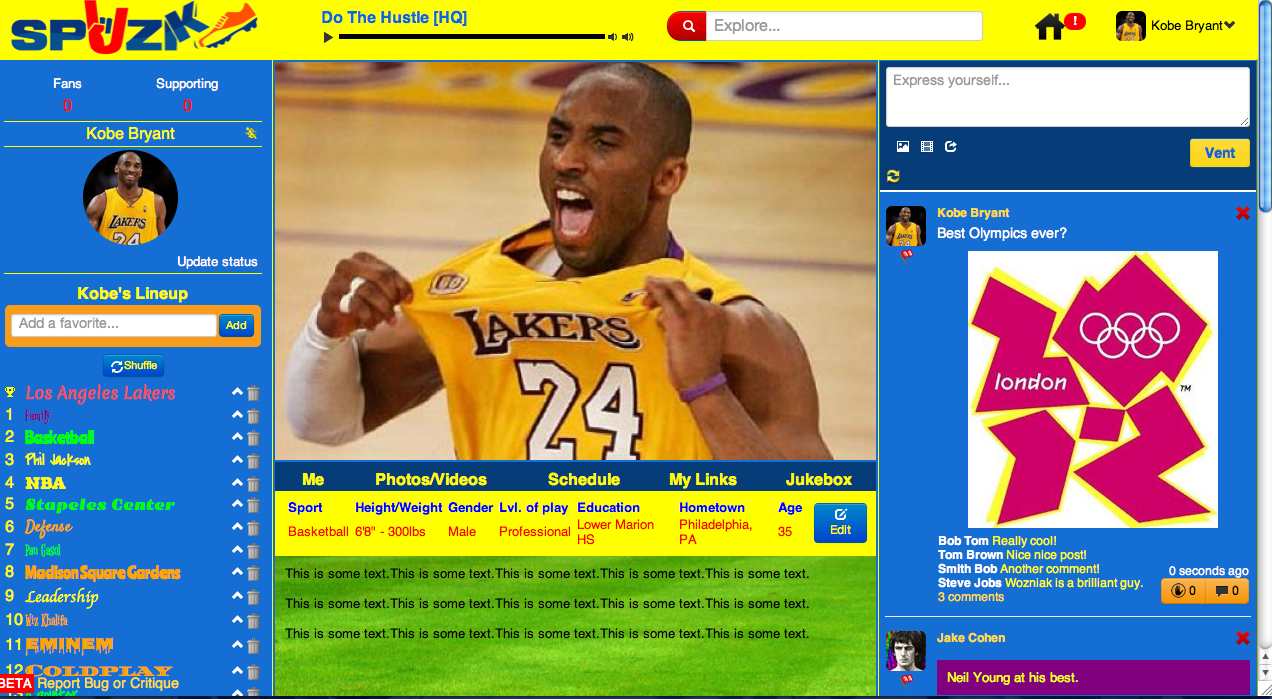 SPUZK
Do The Hustle [HQ]
Explore...
!
Kobe Bryant
Fans
Supporting
0
0
Kobe Bryant
Update status
Kobe's Lineup
Add a favorite...
Add
Shuffle
Los Angeles Lakers
1 Family
2 Basketball
3 Phil Jackson
4 NBA
5 Stapeles Center
6 Defense
7 Pau Gasol
8 Madison Square Gardens
9 Leadership
10 Wiz Khalifa
11 EMINEM
12 COLDPLAY
BETA Report Bug or Critique
LAKERS
24
LAKERS
24
Me
Photos/Videos
Schedule
My Links
Jukebox
Sport
Height/Weight
Gender
Lvl. of play
Education
Hometown
Age
Basketball
6'8" - 300lbs
Male
Professional
Lower Marion
HS
Philadelphia,
PA
35
Edit
This is some text.This is some text.This is some text.This is some text.This is some text.
This is some text.This is some text.This is some text.This is some text.This is some text.
This is some text.This is some text.This is some text.This is some text.This is some text.
Express yourself...
Vent
Kobe Bryant
Best Olympics ever?
london
TM
Bob Tom Really cool!
Tom Brown Nice nice post!
Smith Bob Another comment!
Steve Jobs Wozniak is a brilliant guy.
3 comments
0 seconds ago
0
0
Jake Cohen
Neil Young at his best.